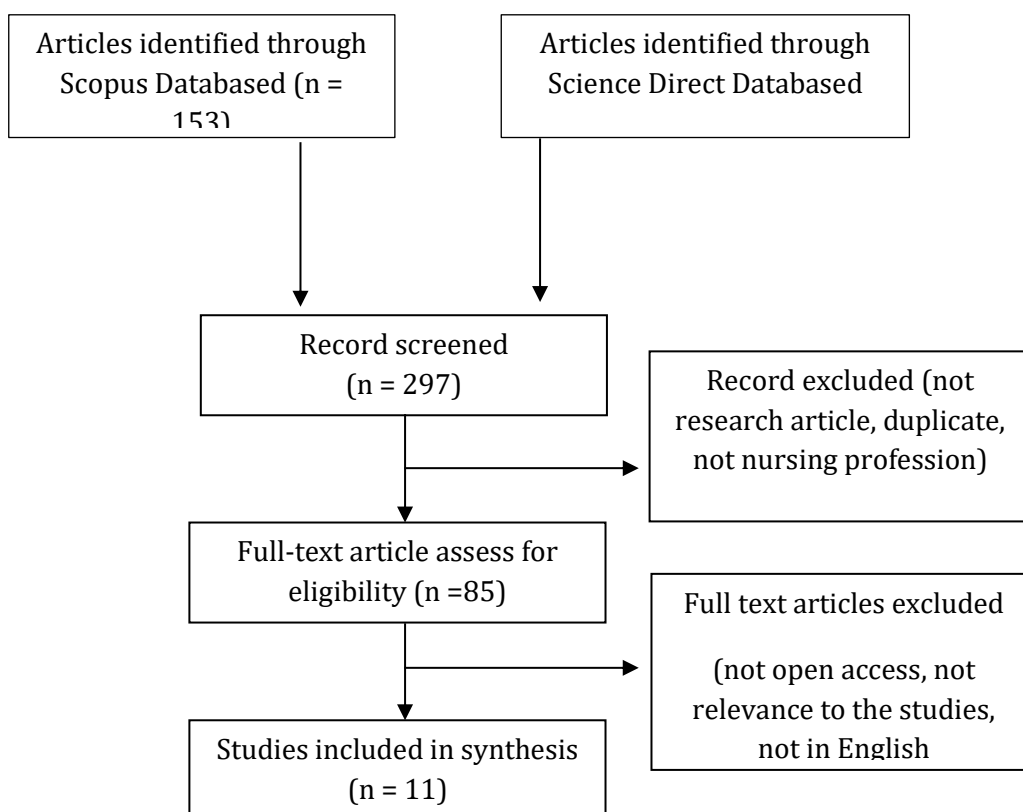 Articles identified through
Scopus Databased (n =
153)
Articles identified through
Science Direct Databased
Record screened
(n = 297)
Record excluded (not
research article, duplicate,
not nursing profession)
Full-text article assess for
eligibility (n =85)
Full text articles excluded
(not open access, not
relevance to the studies,
not in English
Studies included in synthesis
(n = 11)